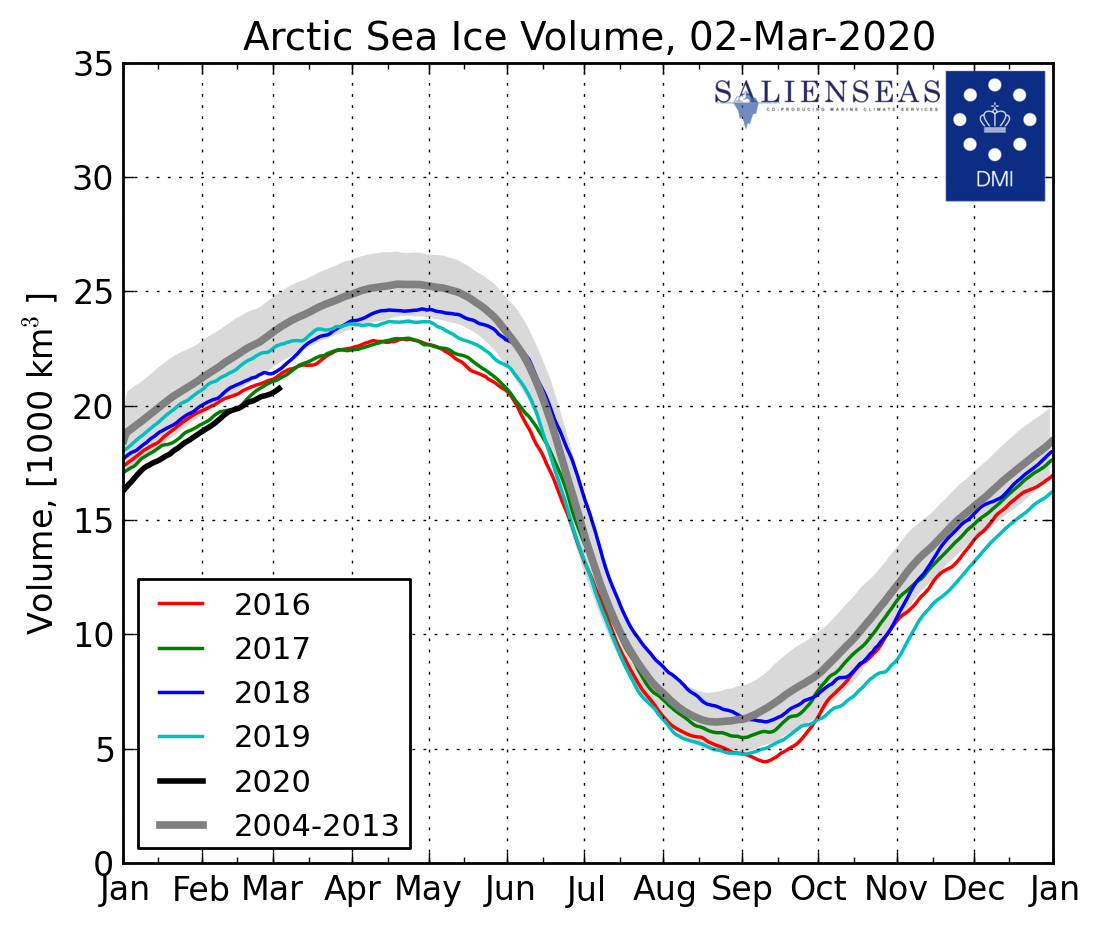 Arctic Sea Ice Volume, 02-Mar-2020
35
SALIENSEAS
CO-PRODUCING MARINE CLIMATE SERVICES
DMI
30
25
20
15
10
5
0
Volume, [1000 km³ ]
2016
2017
2018
2019
2020
2004-2013
Jan Feb Mar Apr May Jun Jul Aug Sep Oct Nov Dec Jan